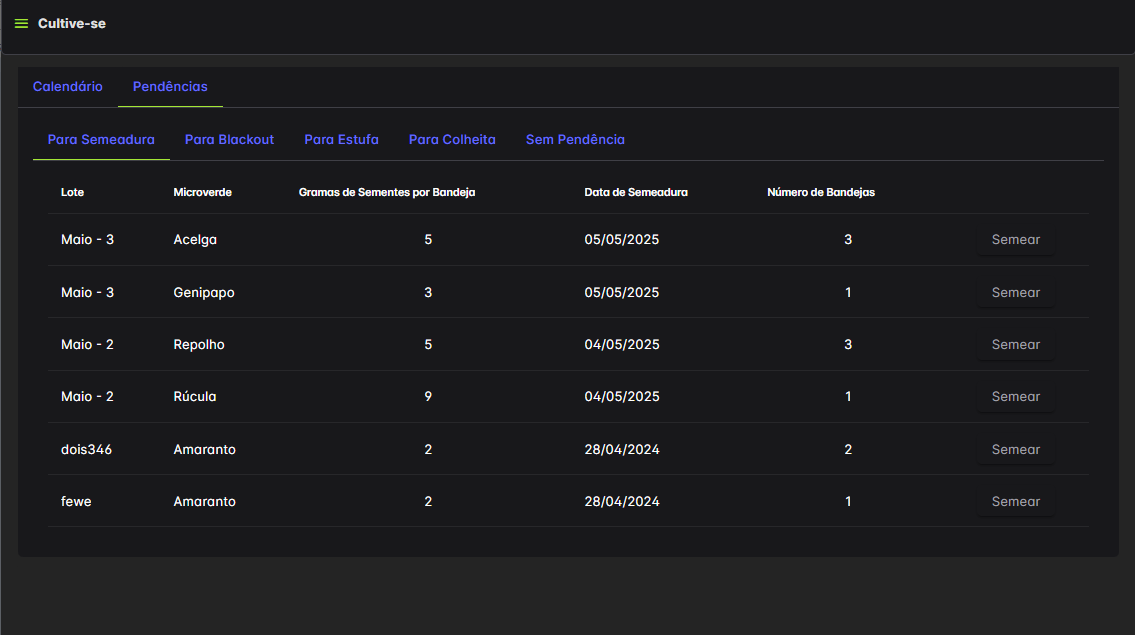 Cultive-se
Calendário Pendências
Para Semeadura Para Blackout Para Estufa Para Colheita Sem Pendência
Lote Microverde Gramas de Sementes por Bandeja Data de Semeadura Número de Bandejas
Maio - 3 Acelga 5 05/05/2025 3 Semear
Maio - 3 Genipapo 3 05/05/2025 1 Semear
Maio - 2 Repolho 5 04/05/2025 3 Semear
Maio - 2 Rúcula 9 04/05/2025 1 Semear
dois346 Amaranto 2 28/04/2024 2 Semear
fewe Amaranto 2 28/04/2024 1 Semear